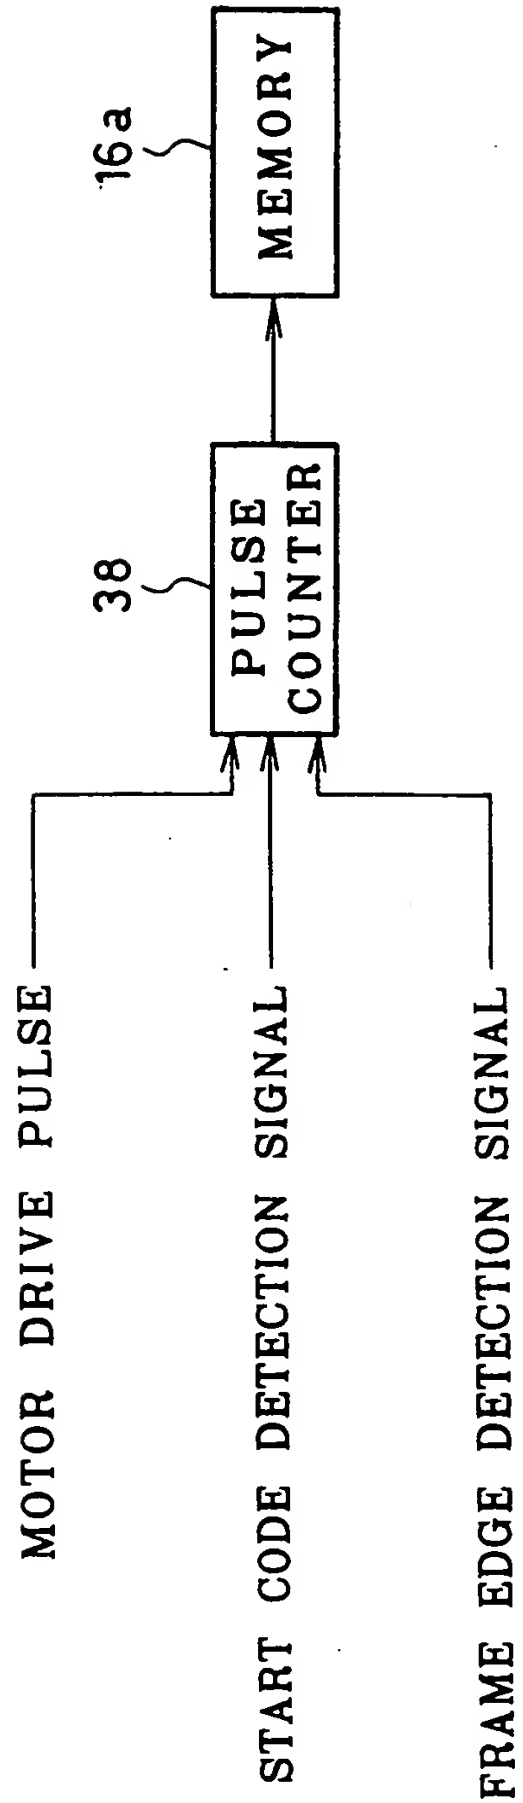 MOTOR DRIVE PULSE
START CODE DETECTION SIGNAL
FRAME EDGE DETECTION SIGNAL
38
PULSE
COUNTER
16a
MEMORY